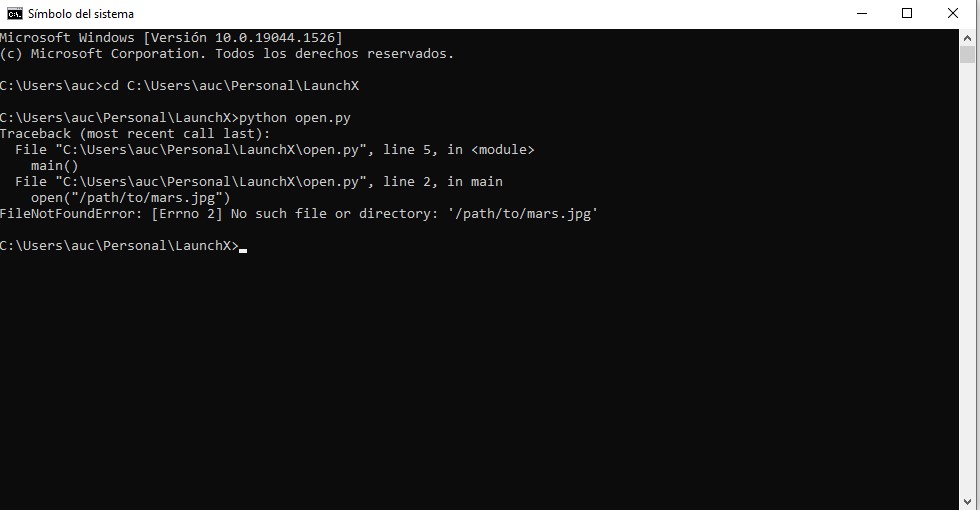 Símbolo del sistema
Microsoft Windows [Versión 10.0.19044.1526]
(c) Microsoft Corporation. Todos los derechos reservados.
C:\Users\auc>cd C:\Users\auc\Personal\LaunchX
C:\Users\auc\Personal\LaunchX>python open.py
Traceback (most recent call last):
  File "C:\Users\auc\Personal\LaunchX\open.py", line 5, in <module>
    main()
  File "C:\Users\auc\Personal\LaunchX\open.py", line 2, in main
    open("/path/to/mars.jpg")
FileNotFoundError: [Errno 2] No such file or directory: '/path/to/mars.jpg'
C:\Users\auc\Personal\LaunchX>